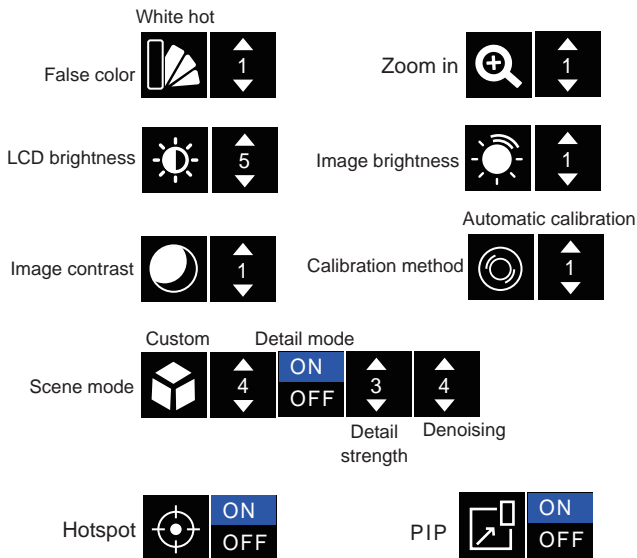 White hot
False color 1
Zoom in 1
LCD brightness 5
Image brightness 1
Automatic calibration
Image contrast 1
Calibration method 1
Custom Detail mode
Scene mode 4 ON 3 4
OFF
Detail Denoising
strength
Hotspot ON
OFF
PIP ON
OFF